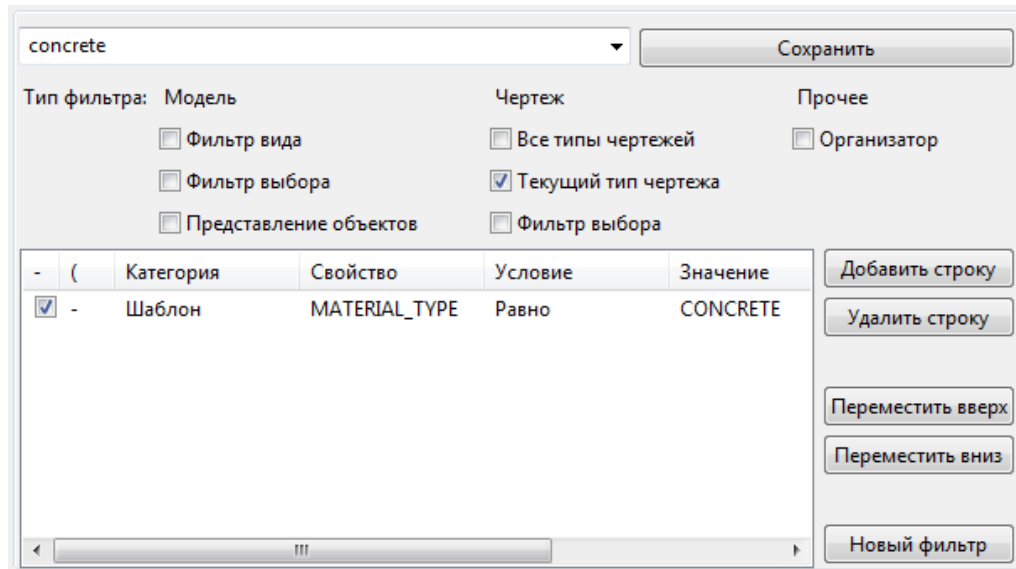 concrete Сохранить
Тип фильтра: Модель Чертеж Прочее
Фильтр вида Все типы чертежей Организатор
Фильтр выбора Текущий тип чертежа
Представление объектов Фильтр выбора
- ( Категория Свойство Условие Значение Добавить строку
- Шаблон MATERIAL_TYPE Равно CONCRETE Удалить строку
Переместить вверх
Переместить вниз
Новый фильтр